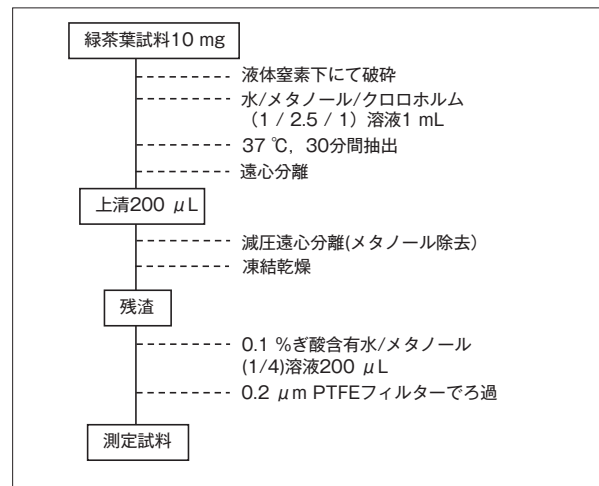 緑茶葉試料10 mg
液体窒素下にて破砕
水/メタノール/クロロホルム
（1 / 2.5 / 1）溶液1 mL
37 ℃，30分間抽出
遠心分離
上清200 μL
減圧遠心分離(メタノール除去）
凍結乾燥
残渣
0.1 %ぎ酸含有水/メタノール
(1/4)溶液200 μL
0.2 μm PTFEフィルターでろ過
測定試料